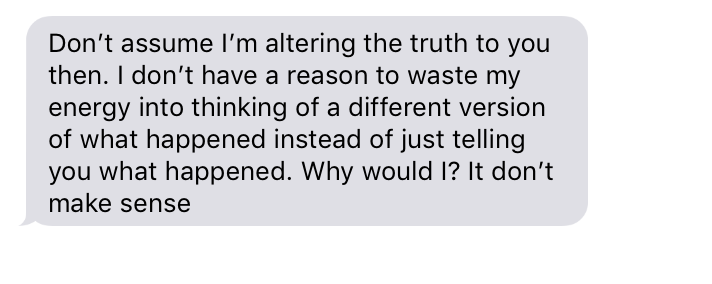 Don’t assume I’m altering the truth to you
then. I don’t have a reason to waste my
energy into thinking of a different version
of what happened instead of just telling
you what happened. Why would I? It don’t
make sense